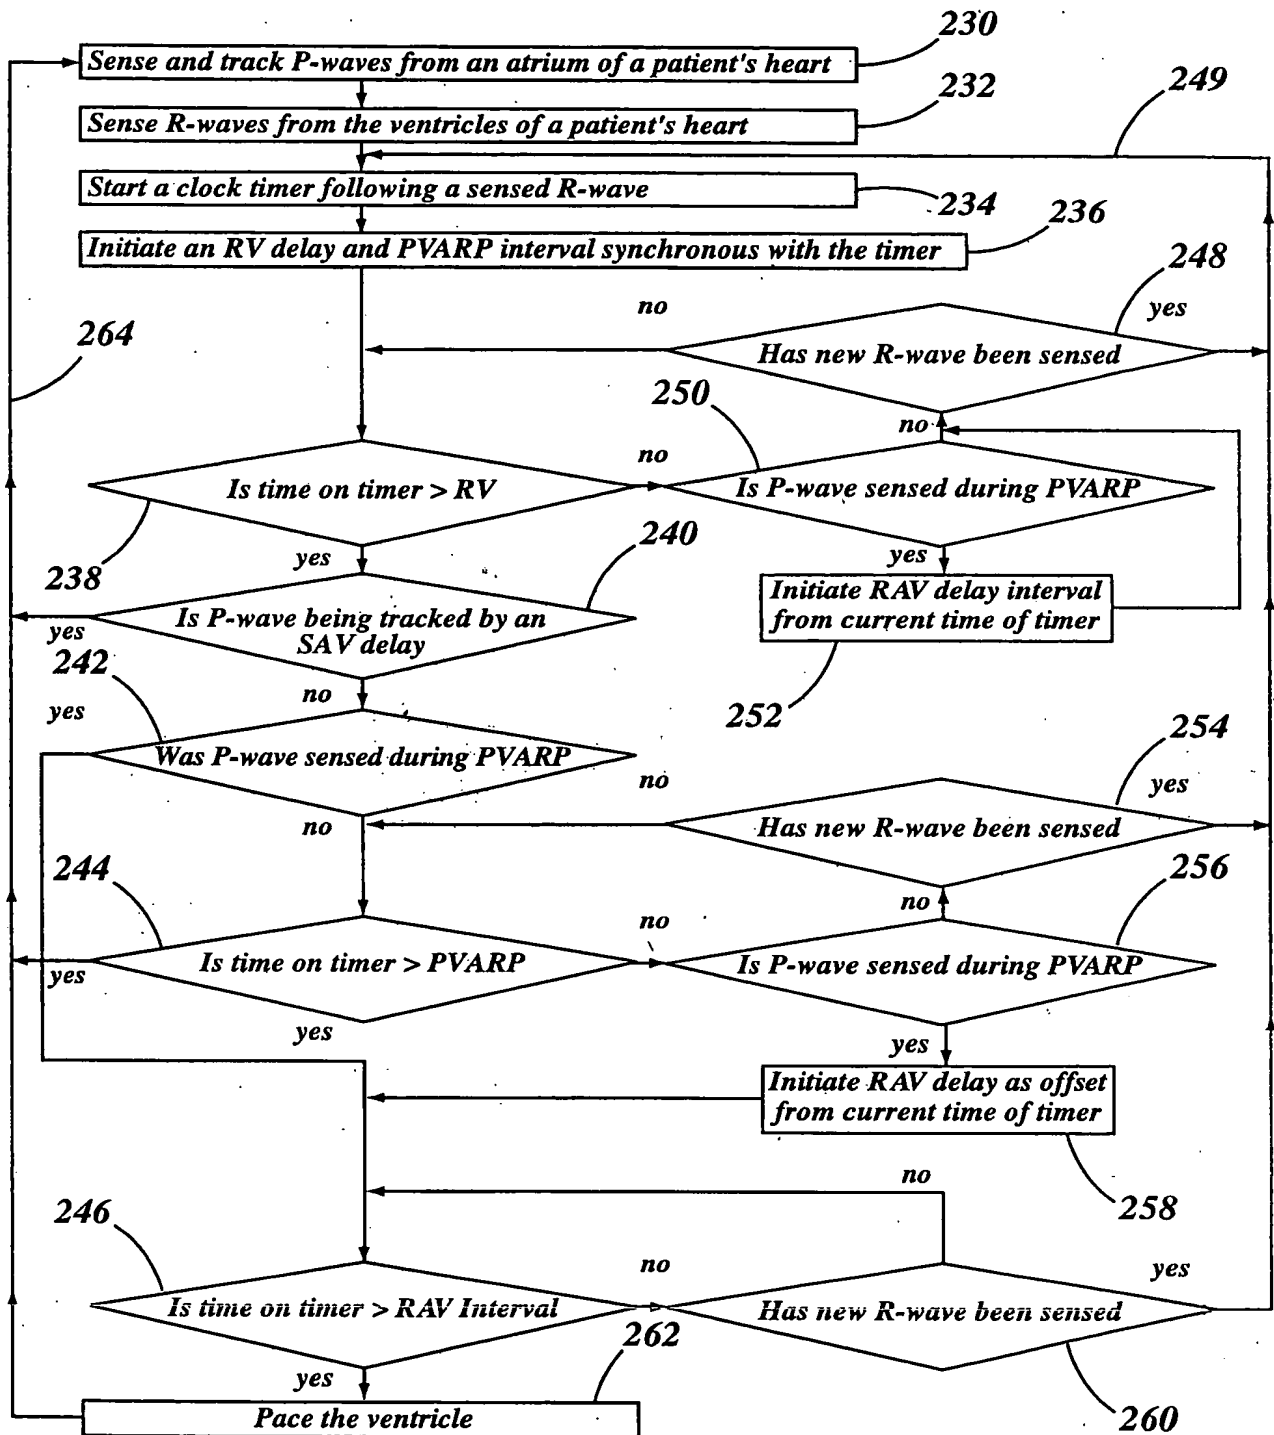 230
Sense and track P-waves from an atrium of a patient's heart
232
249
Sense R-waves from the ventricles of a patient's heart
Start a clock timer following a sensed R-wave
234
236
Initiate an RV delay and PVARP interval synchronous with the timer
248
no
yes
264
Has new R-wave been sensed
250
no
no
Is time on timer > RV
Is P-wave sensed during PVARP
240
yes
yes
238
Initiate RAV delay interval
from current time of timer
Is P-wave being tracked by an
SAV delay
yes
242
no
252
yes
254
Was P-wave sensed during PVARP
no
yes
no
Has new R-wave been sensed
244
256
no
no
Is time on timer > PVARP
Is P-wave sensed during PVARP
yes
yes
yes
Initiate RAV delay as offset
from current time of timer
no
258
246
no
yes
Is time on timer > RAV Interval
Has new R-wave been sensed
262
yes
Pace the ventricle
260